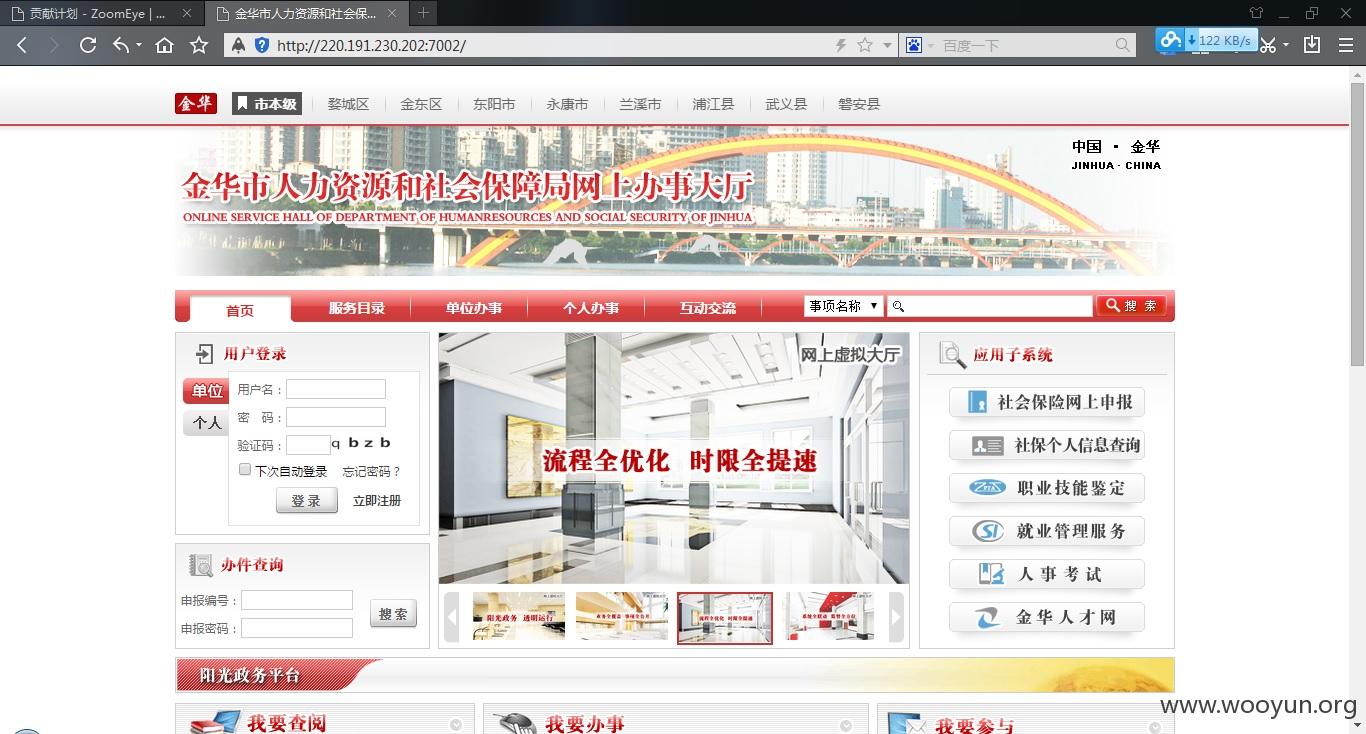 贡献计划 - ZoomEye | ...
金华市人力资源和社会保...
http://220.191.230.202:7002/
百度一下
122 KB/s
金华 市本级 婺城区 金东区 东阳市 永康市 兰溪市 浦江县 武义县 磐安县
中国 · 金华
JINHUA · CHINA
金华市人力资源和社会保障局网上办事大厅
ONLINE SERVICE HALL OF DEPARTMENT OF HUMANRESOURCES AND SOCIAL SECURITY OF JINHUA
首页 服务目录 单位办事 个人办事 互动交流 事项名称 搜 索
用户登录
单位
个人
用户名：
密 码：
验证码： q b z b
下次自动登录 忘记密码？
登 录 立即注册
办件查询
申报编号：
申报密码：
搜 索
网上虚拟大厅
流程全优化 时限全提速
阳光政务 透明运行
流程全优化 时限全提速
应用子系统
社会保险网上申报
社保个人信息查询
职业技能鉴定
就业管理服务
人 事 考 试
金 华 人 才 网
阳光政务平台
我要查阅
我要办事
我要参与
www.wooyun.org